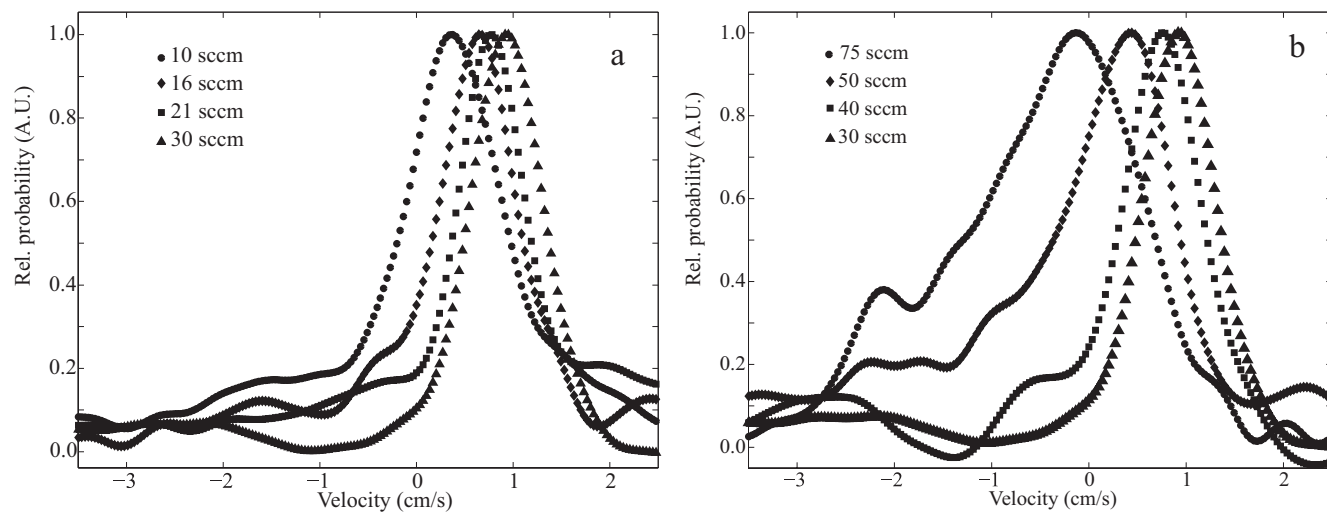 1.0
0.8
0.6
0.4
0.2
0.0
Rel. probability (A.U.)
10 sccm
16 sccm
21 sccm
30 sccm
a
−3 −2 −1 0 1 2
Velocity (cm/s)
1.0
0.8
0.6
0.4
0.2
0.0
Rel. probability (A.U.)
75 sccm
50 sccm
40 sccm
30 sccm
b
−3 −2 −1 0 1 2
Velocity (cm/s)